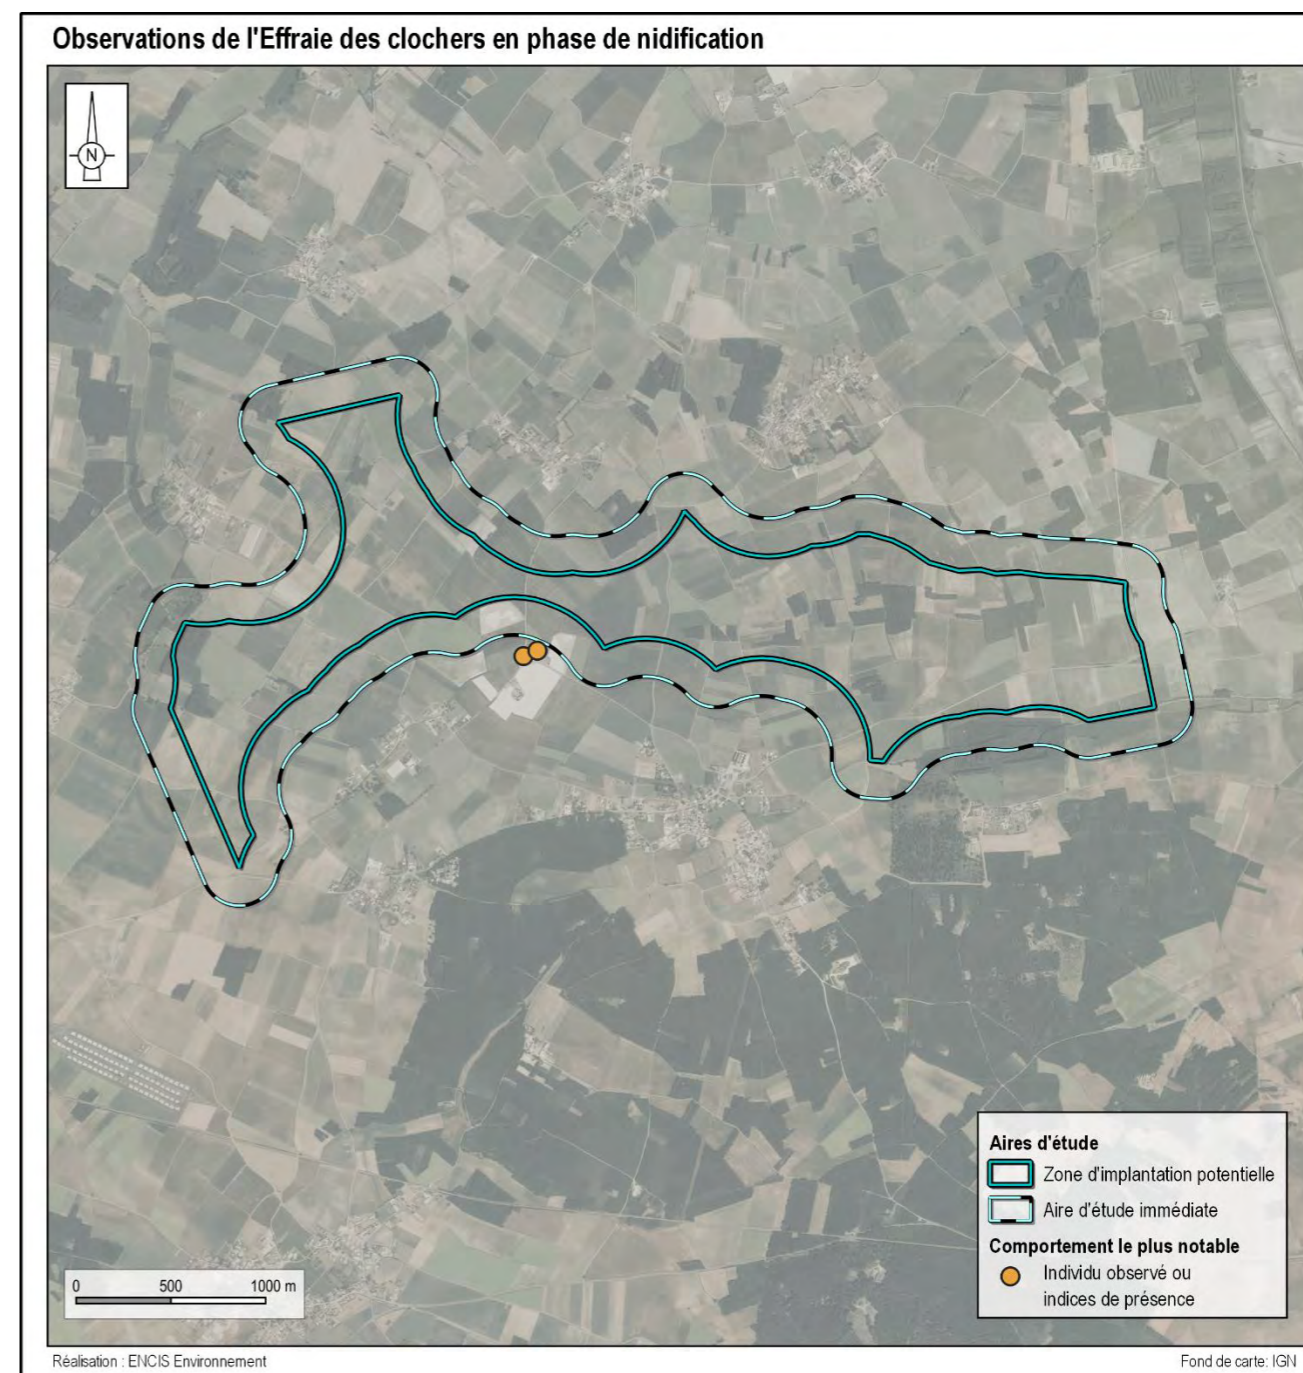 Observations de l'Effraie des clochers en phase de nidification
N
Aires d'étude
Zone d'implantation potentielle
Aire d'étude immédiate
Comportement le plus notable
Individu observé ou
indices de présence
0 500 1000 m
Réalisation : ENCIS Environnement
Fond de carte: IGN